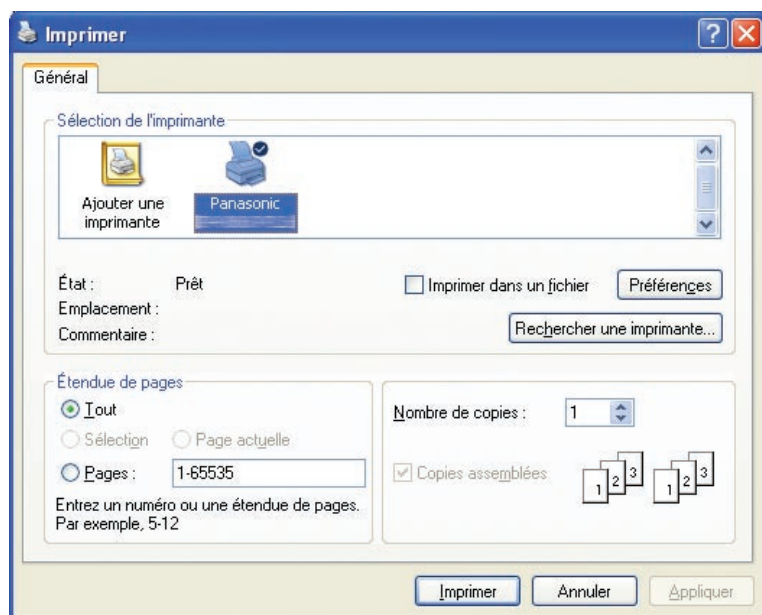 Imprimer
Général
Sélection de l'imprimante
Ajouter une
imprimante
Panasonic
État : Prêt
Emplacement :
Commentaire :
Imprimer dans un fichier
Préférences
Rechercher une imprimante...
Étendue de pages
Tout
Sélection Page actuelle
Pages : 1-65535
Entrez un numéro ou une étendue de pages.
Par exemple, 5-12
Nombre de copies : 1
Copies assemblées
1 2 3 1 2 3
Imprimer Annuler Appliquer